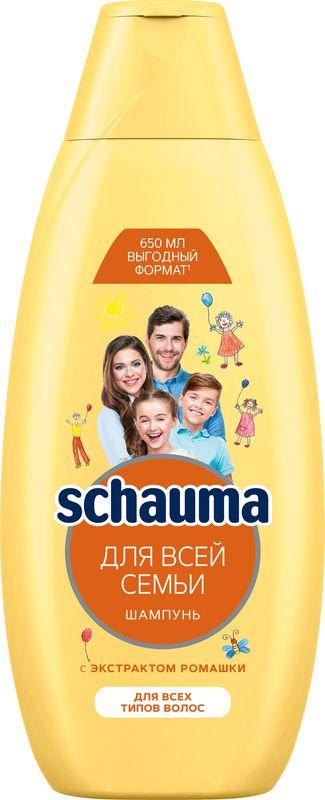 650 МЛ
ВЫГОДНЫЙ
ФОРМАТ¹
schauma
ДЛЯ ВСЕЙ
СЕМЬИ
ШАМПУНЬ
С ЭКСТРАКТОМ РОМАШКИ
ДЛЯ ВСЕХ
ТИПОВ ВОЛОС